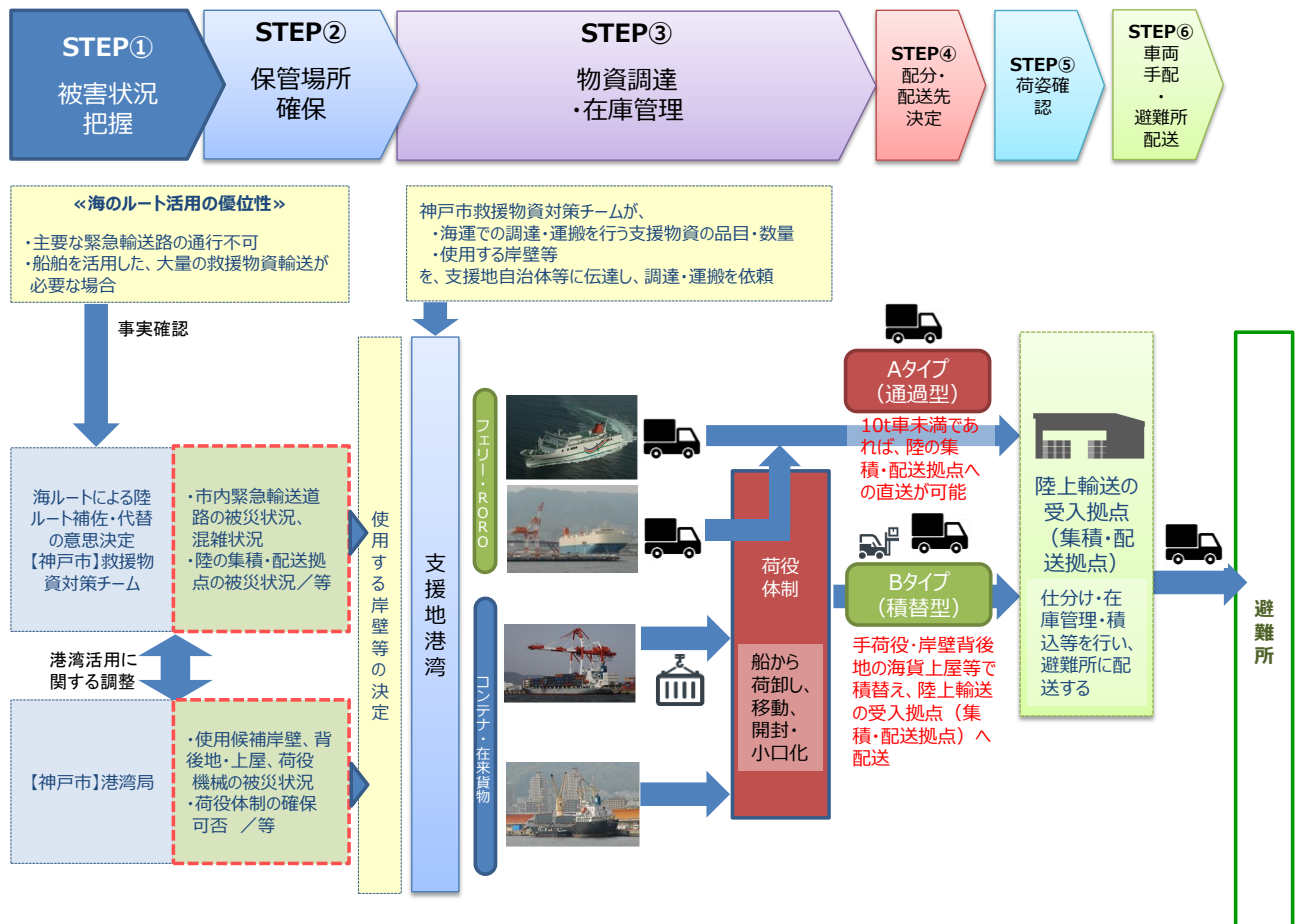 STEP①
被害状況
把握
STEP②
保管場所
確保
STEP③
物資調達
・在庫管理
STEP④
配分・
配送先
決定
STEP⑤
荷姿確
認
STEP⑥
車両
手配
・
避難所
配送
≪海のルート活用の優位性≫
・主要な緊急輸送路の通行不可
・船舶を活用した、大量の救援物資輸送が
必要な場合
神戸市救援物資対策チームが、
・海運での調達・運搬を行う支援物資の品目・数量
・使用する岸壁等
を、支援地自治体等に伝達し、調達・運搬を依頼
事実確認
海ルートによる陸
ルート補佐・代替
の意思決定
【神戸市】救援物
資対策チーム
・市内緊急輸送道
路の被災状況、
混雑状況
・陸の集積・配送拠
点の被災状況／等
港湾活用に
関する調整
【神戸市】港湾局
・使用候補岸壁、背
後地・上屋、荷役
機械の被災状況
・荷役体制の確保
可否　／等
使用する岸壁等の決定
支援地港湾
フェリー・RORO
コンテナ・在来貨物
荷役
体制
船から
荷卸し、
移動、
開封・
小口化
Aタイプ
（通過型）
10t車未満であ
れば、陸の集
積・配送拠点へ
の直送が可能
Bタイプ
（積替型）
手荷役・岸壁背後
地の海貨上屋等で
積替え、陸上輸送
の受入拠点（集
積・配送拠点）へ
配送
陸上輸送の
受入拠点
（集積・配
送拠点）
仕分け・在
庫管理・積
込等を行い、
避難所に配
送する
避難所